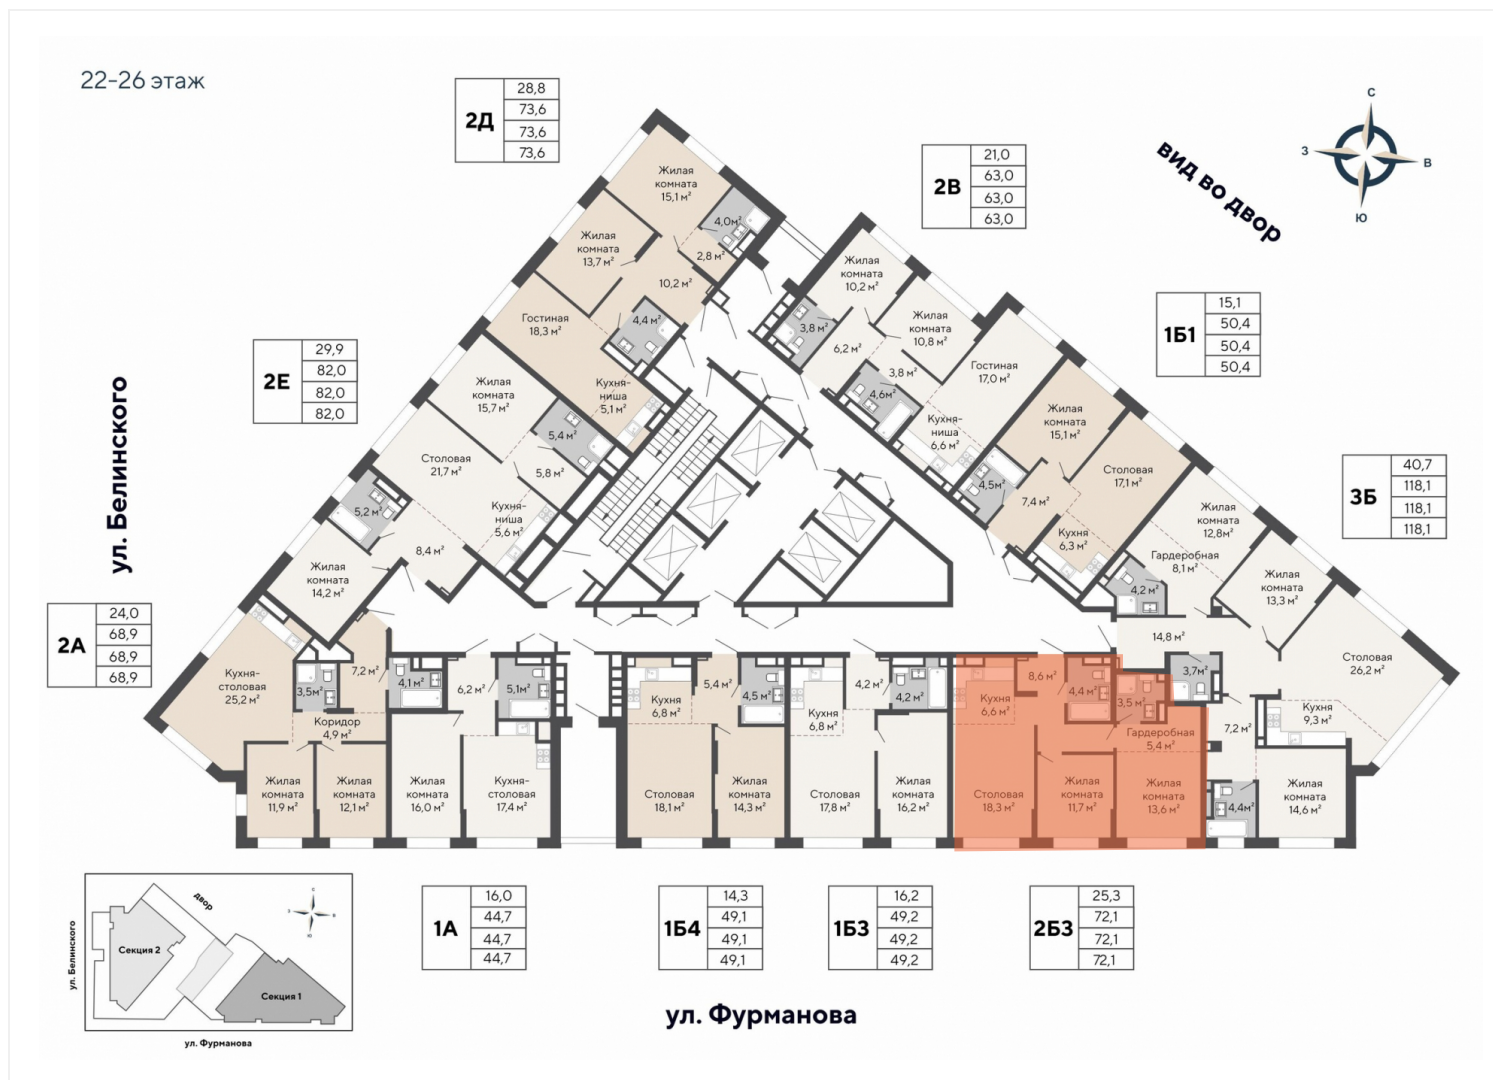 22-26 этаж
2Д
28,8
73,6
73,6
73,6
2В
21,0
63,0
63,0
63,0
С
З
В
Ю
вид во двор
1Б1
15,1
50,4
50,4
50,4
2Е
29,9
82,0
82,0
82,0
3Б
40,7
118,1
118,1
118,1
2А
24,0
68,9
68,9
68,9
ул. Белинского
Жилая
комната
15,1 м²
4,0м²
2,8 м²
Жилая
комната
13,7 м²
10,2 м²
Гостиная
18,3 м²
4,4 м²
Кухня-
ниша
5,1 м²
Жилая
комната
15,7 м²
5,4 м²
5,8 м²
Столовая
21,7 м²
Кухня-
ниша
5,6 м²
5,2 м²
8,4 м²
Жилая
комната
14,2 м²
Жилая
комната
10,2 м²
3,8 м²
6,2 м²
Жилая
комната
10,8 м²
3,8 м²
4,6м²
Гостиная
17,0 м²
Кухня-
ниша
6,6 м²
Жилая
комната
15,1 м²
4,5м²
7,4 м²
Столовая
17,1 м²
Кухня
6,3 м²
Жилая
комната
12,8м²
Гардеробная
8,1 м²
4,2 м²
Жилая
комната
13,3 м²
14,8 м²
3,7м²
Столовая
26,2 м²
Кухня
9,3 м²
7,2 м²
4,4м²
Жилая
комната
14,6 м²
Кухня-
столовая
25,2 м²
3,5м²
7,2 м²
Коридор
4,9 м²
Жилая
комната
11,9 м²
Жилая
комната
12,1 м²
4,1 м²
6,2 м²
5,1м²
Жилая
комната
16,0 м²
Кухня-
столовая
17,4 м²
Кухня
6,8 м²
5,4 м²
4,5 м²
Столовая
18,1 м²
Жилая
комната
14,3 м²
Кухня
6,8 м²
4,2 м²
4,2 м²
Столовая
17,8 м²
Жилая
комната
16,2 м²
Кухня
6,6 м²
8,6 м²
4,4 м²
3,5м²
Гардеробная
5,4 м²
Столовая
18,3 м²
Жилая
комната
11,7 м²
Жилая
комната
13,6 м²
1А
16,0
44,7
44,7
44,7
1Б4
14,3
49,1
49,1
49,1
1Б3
16,2
49,2
49,2
49,2
2Б3
25,3
72,1
72,1
72,1
ул. Фурманова
двор
ул. Белинского
Секция 2
Секция 1
С
З
В
Ю
ул. Фурманова